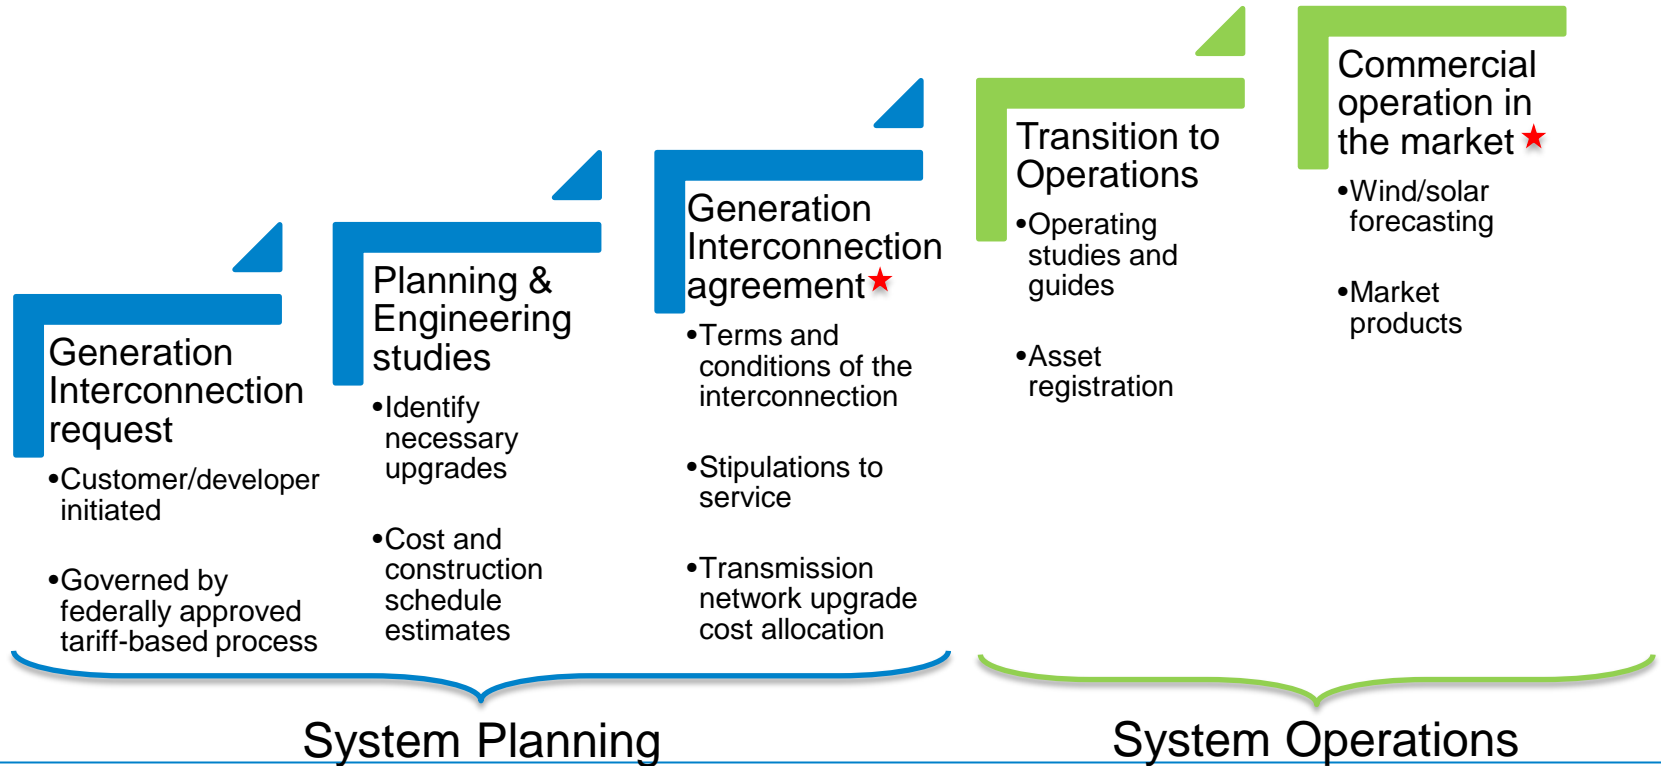 Generation
Interconnection
request
•Customer/developer
initiated
•Governed by
federally approved
tariff-based process
Planning &
Engineering
studies
•Identify
necessary
upgrades
•Cost and
construction
schedule
estimates
Generation
Interconnection
agreement
•Terms and
conditions of the
interconnection
•Stipulations to
service
•Transmission
network upgrade
cost allocation
Transition to
Operations
•Operating
studies and
guides
•Asset
registration
Commercial
operation in
the market
•Wind/solar
forecasting
•Market
products
System Planning
System Operations